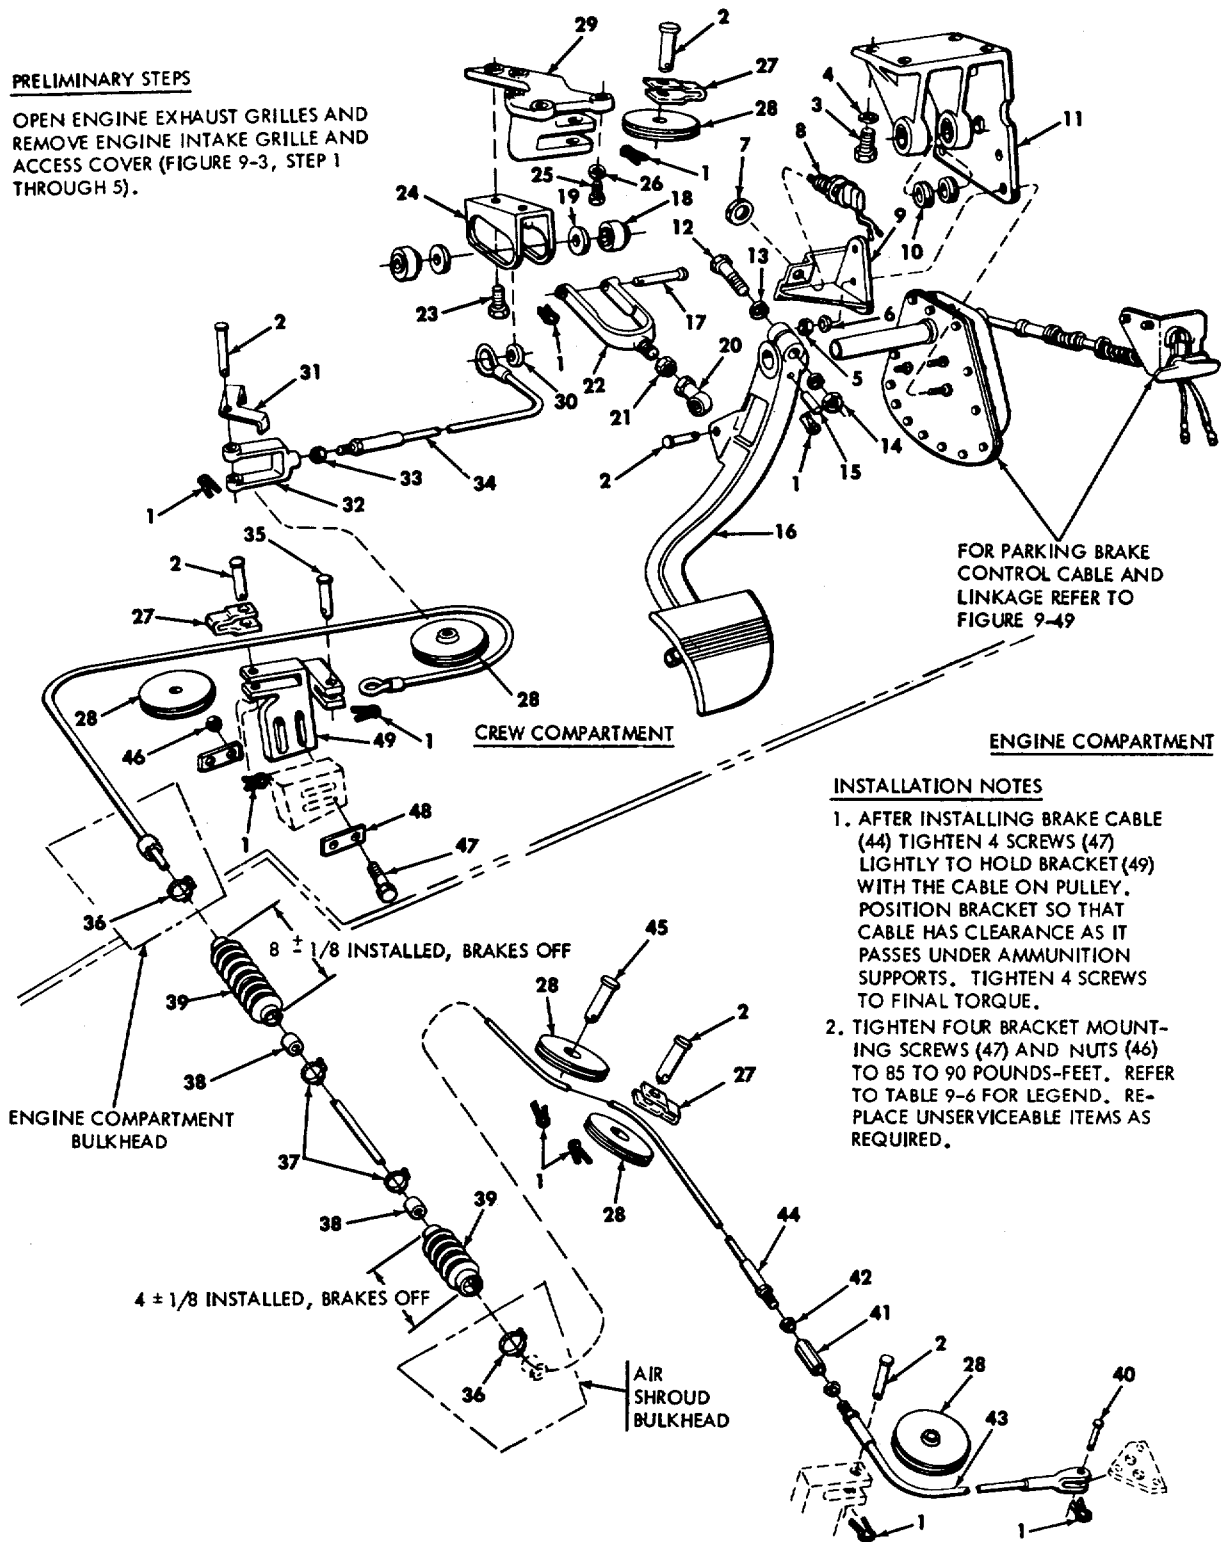 PRELIMINARY STEPS
OPEN ENGINE EXHAUST GRILLES AND
REMOVE ENGINE INTAKE GRILLE AND
ACCESS COVER (FIGURE 9-3, STEP 1
THROUGH 5).
29
2
27
28
1
25
26
24
19
18
23
17
1
22
21
20
30
4
3
8
7
11
9
10
12
13
6
5
14
15
1
2
16
FOR PARKING BRAKE
CONTROL CABLE AND
LINKAGE REFER TO
FIGURE 9-49
2
31
33
34
32
1
35
2
27
28
28
46
49
1
1
48
47
CREW COMPARTMENT
ENGINE COMPARTMENT
INSTALLATION NOTES
1. AFTER INSTALLING BRAKE CABLE
(44) TIGHTEN 4 SCREWS (47)
LIGHTLY TO HOLD BRACKET (49)
WITH THE CABLE ON PULLEY.
POSITION BRACKET SO THAT
CABLE HAS CLEARANCE AS IT
PASSES UNDER AMMUNITION
SUPPORTS. TIGHTEN 4 SCREWS
TO FINAL TORQUE.
2. TIGHTEN FOUR BRACKET MOUNT-
ING SCREWS (47) AND NUTS (46)
TO 85 TO 90 POUNDS-FEET. REFER
TO TABLE 9-6 FOR LEGEND. RE-
PLACE UNSERVICEABLE ITEMS AS
REQUIRED.
36
8 ± 1/8 INSTALLED, BRAKES OFF
39
38
ENGINE COMPARTMENT
BULKHEAD
37
38
39
4 ± 1/8 INSTALLED, BRAKES OFF
36
AIR
SHROUD
BULKHEAD
45
28
2
27
1
28
44
42
41
2
28
40
43
1
1